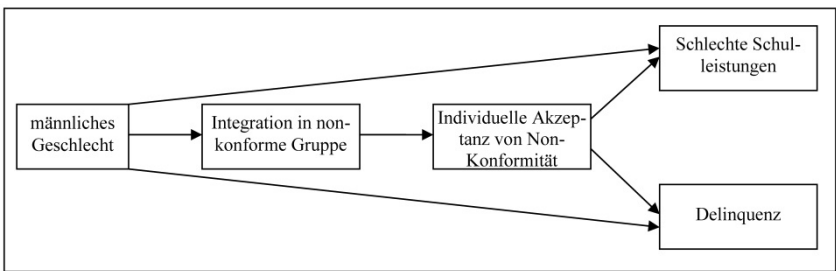 Schlechte Schul-
leistungen
männliches
Geschlecht
Integration in non-
konforme Gruppe
Individuelle Akzep-
tanz von Non-
Konformität
Delinquenz